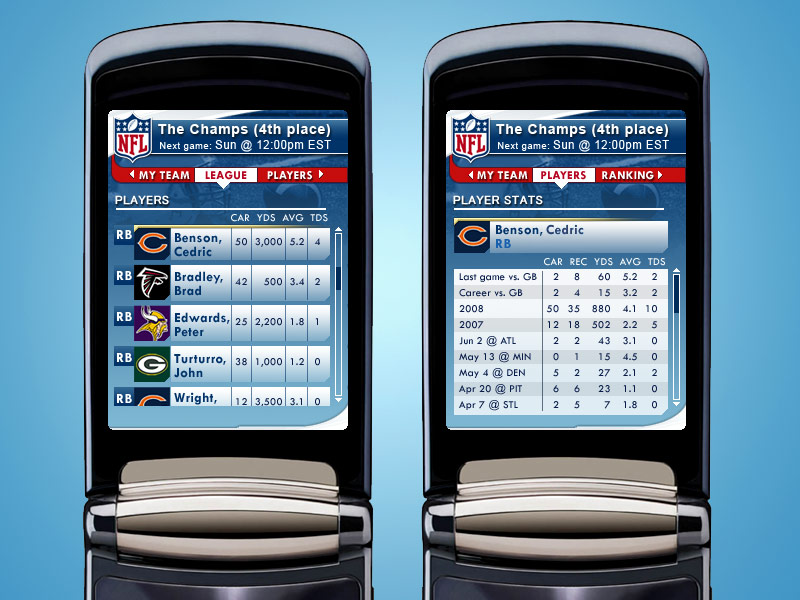 NFL
The Champs (4th place)
Next game: Sun @ 12:00pm EST
MY TEAM LEAGUE PLAYERS
PLAYERS
CAR YDS AVG TDS
RB Benson, Cedric 50 3,000 5.2 4
RB Bradley, Brad 42 500 3.4 2
RB Edwards, Peter 25 2,200 1.8 1
RB Turturro, John 38 1,000 1.2 0
RB Wright, 12 3,500 3.1 0
NFL
The Champs (4th place)
Next game: Sun @ 12:00pm EST
MY TEAM PLAYERS RANKING
PLAYER STATS
Benson, Cedric
RB
CAR REC YDS AVG TDS
Last game vs. GB 2 8 60 5.2 2
Career vs. GB 2 4 15 3.2 2
2008 50 35 880 4.1 10
2007 12 18 502 2.2 5
Jun 2 @ ATL 2 2 43 3.1 0
May 13 @ MIN 0 1 15 4.5 0
May 4 @ DEN 5 2 27 2.1 2
Apr 20 @ PIT 6 6 23 1.1 0
Apr 7 @ STL 2 5 7 1.8 0